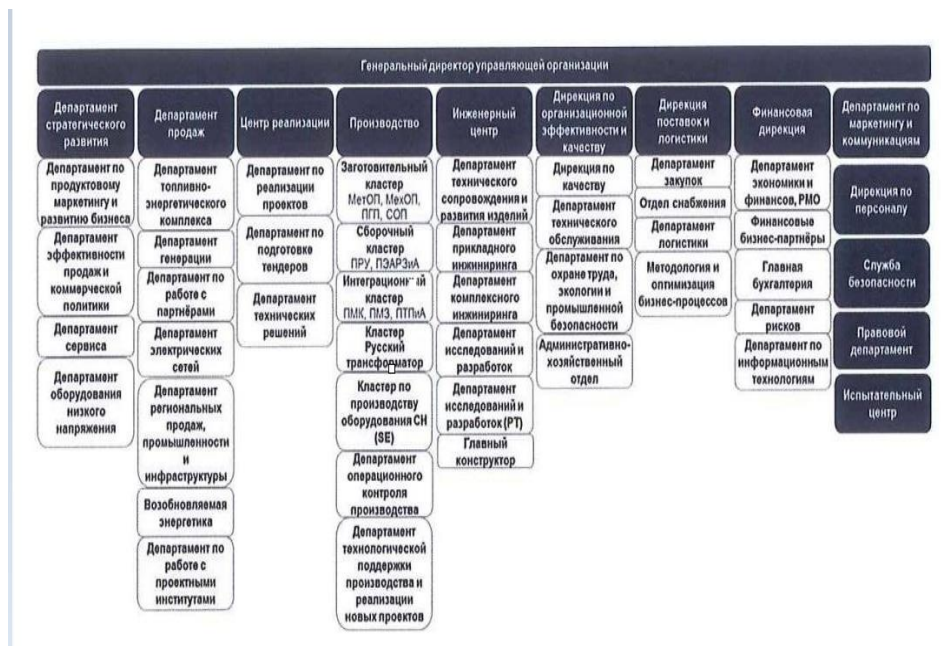 Генеральный директор управляющей организации
Департамент
стратегического
развития
Департамент по
продуктовому
маркетингу и
развитию бизнеса
Департамент
эффективности
продаж и
коммерческой
политики
Департамент
сервиса
Департамент
оборудования
низкого
напряжения
Департамент
продаж
Департамент
топливно-
энергетического
комплекса
Департамент
генерации
Департамент по
работе с
партнёрами
Департамент
электрических
сетей
Департамент
региональных
продаж,
промышленности
и
инфраструктуры
Возобновляемая
энергетика
Департамент по
работе с
проектными
институтами
Центр реализации
Департамент по
реализации
проектов
Департамент по
подготовке
тендеров
Департамент
технических
решений
Производство
Заготовительный
кластер
МетОП, МехОП,
ПГП, СОП
Сборочный
кластер
ПРУ, ПЭАРЗиА
кластер
ПМК, ПМЗ, ПТПиА
Кластер
Русский
трансформатор
Кластер по
производству
оборудования СН
(SE)
Департамент
операционного
контроля
производства
Департамент
технологической
поддержки
производства и
реализации
новых проектов
Инженерный
центр
Департамент
технического
сопровождения и
развития изделий
Департамент
прикладного
инжиниринга
Департамент
комплексного
инжиниринга
Департамент
исследований и
разработок
Департамент
исследований и
разработок (РТ)
Главный
конструктор
Дирекция по
организационной
эффективности и
качеству
Дирекция по
качеству
Департамент
технического
обслуживания
Департамент по
охране труда,
экологии и
промышленной
безопасности
Административно-
хозяйственный
отдел
Дирекция
поставок и
логистики
Департамент
закупок
Отдел снабжения
Департамент
логистики
Методология и
оптимизация
бизнес-процессов
Финансовая
дирекция
Департамент
экономики и
финансов, РМО
Финансовые
бизнес-партнёры
Главная
бухгалтерия
Департамент
рисков
Департамент по
информационным
технологиям
Департамент по
маркетингу и
коммуникациям
Дирекция по
персоналу
Служба
безопасности
Правовой
департамент
Испытательный
центр